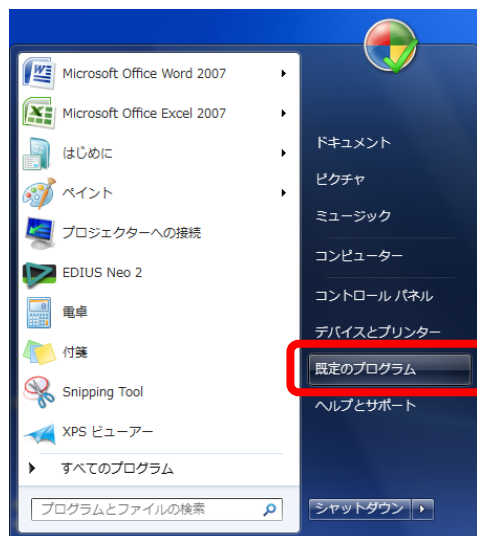 Microsoft Office Word 2007
Microsoft Office Excel 2007
はじめに
ペイント
プロジェクターへの接続
EDIUS Neo 2
電卓
付箋
Snipping Tool
XPS ビューアー
すべてのプログラム
プログラムとファイルの検索
ドキュメント
ピクチャ
ミュージック
コンピューター
コントロール パネル
デバイスとプリンター
既定のプログラム
ヘルプとサポート
シャットダウン